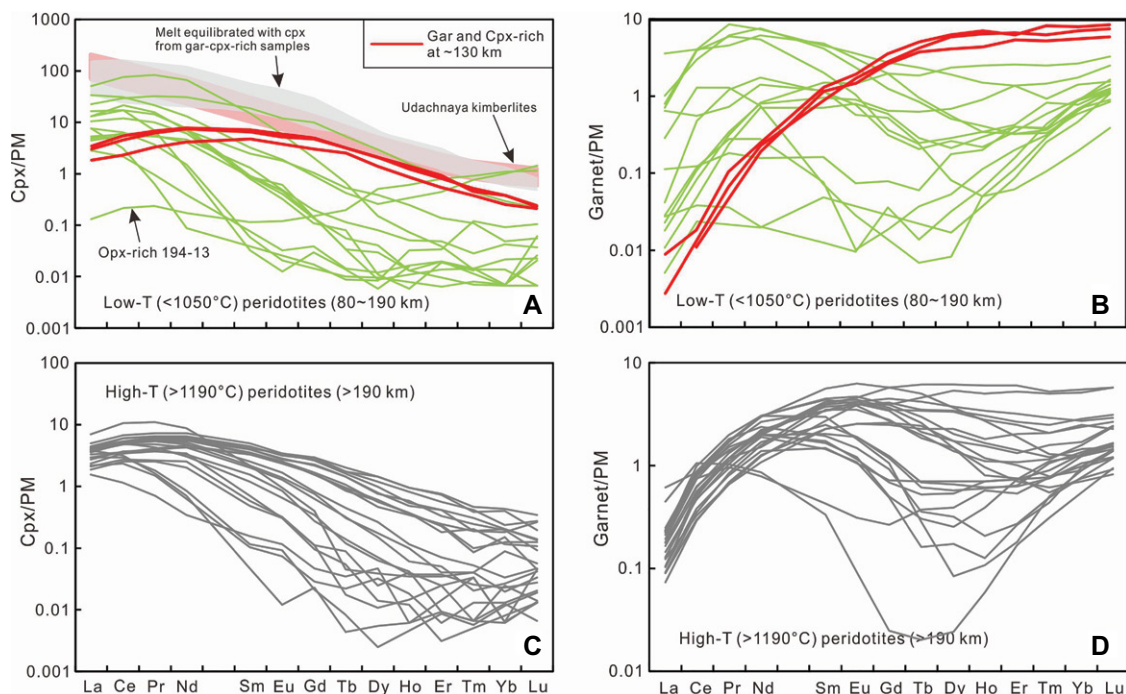 1000
100
10
1
0.1
0.01
0.001
Cpx/PM
Melt equilibrated with cpx
from gar-cpx-rich samples
Gar and Cpx-rich
at ~130 km
Udachnaya kimberlites
Opx-rich 194-13
Low-T (<1050°C) peridotites (80~190 km)
A
B
10
1
0.1
0.01
0.001
Garnet/PM
Low-T (<1050°C) peridotites (80~190 km)
100
10
1
0.1
0.01
0.001
Cpx/PM
High-T (>1190°C) peridotites (>190 km)
C
La Ce Pr Nd Sm Eu Gd Tb Dy Ho Er Tm Yb Lu
10
1
0.1
0.01
Garnet/PM
High-T (>1190°C) peridotites (>190 km)
D
La Ce Pr Nd Sm Eu Gd Tb Dy Ho Er Tm Yb Lu